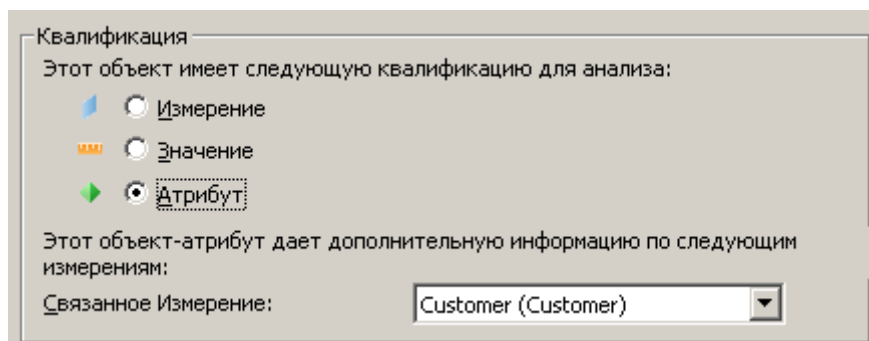 Квалификация
Этот объект имеет следующую квалификацию для анализа:
Измерение
Значение
Атрибут
Этот объект-атрибут дает дополнительную информацию по следующим
измерениям:
Связанное Измерение: Customer (Customer)